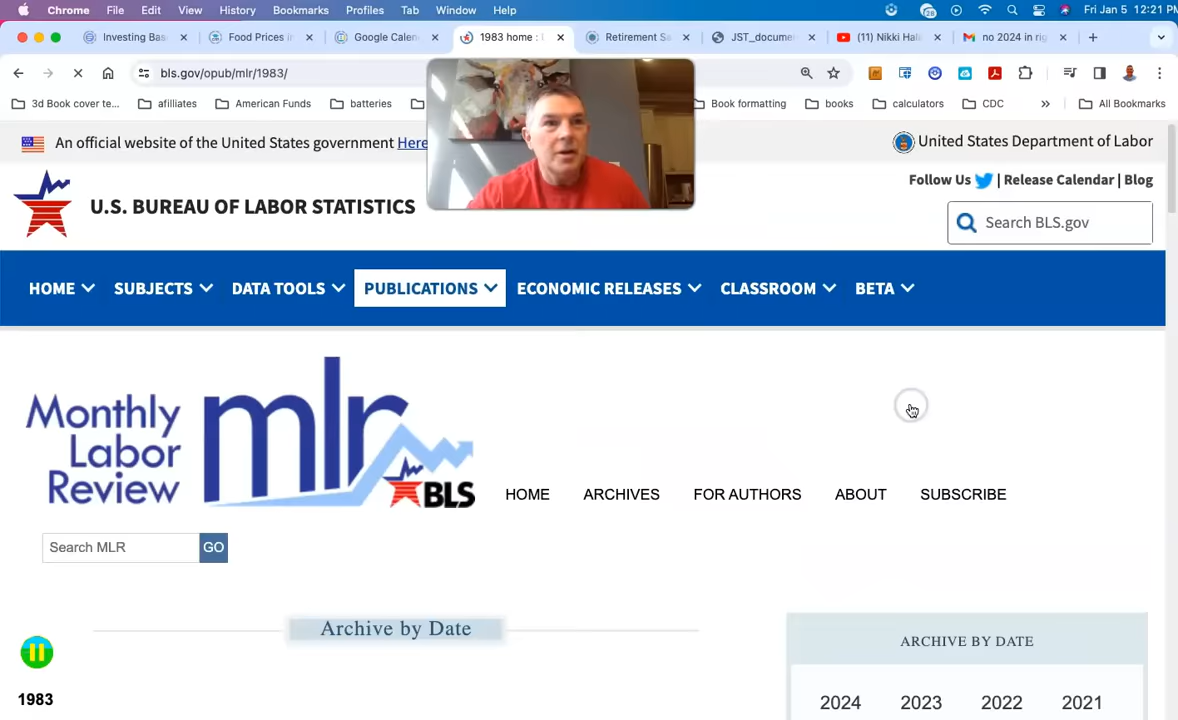 Chrome File Edit View History Bookmarks Profiles Tab Window Help Fri Jan 5 12:21 PM
Investing Bas Food Prices i Google Calen 1983 home : Retirement Sa JST_docume (11) Nikki Hal no 2024 in rig
bls.gov/opub/mlr/1983/
3d Book cover te... afilliates American Funds batteries Book formatting books calculators CDC All Bookmarks
An official website of the United States government Here
United States Department of Labor
Follow Us | Release Calendar | Blog
U.S. BUREAU OF LABOR STATISTICS
Search BLS.gov
HOME SUBJECTS DATA TOOLS PUBLICATIONS ECONOMIC RELEASES CLASSROOM BETA
Monthly
Labor
Review
mlr
BLS
HOME ARCHIVES FOR AUTHORS ABOUT SUBSCRIBE
Search MLR GO
Archive by Date
ARCHIVE BY DATE
1983
2024 2023 2022 2021